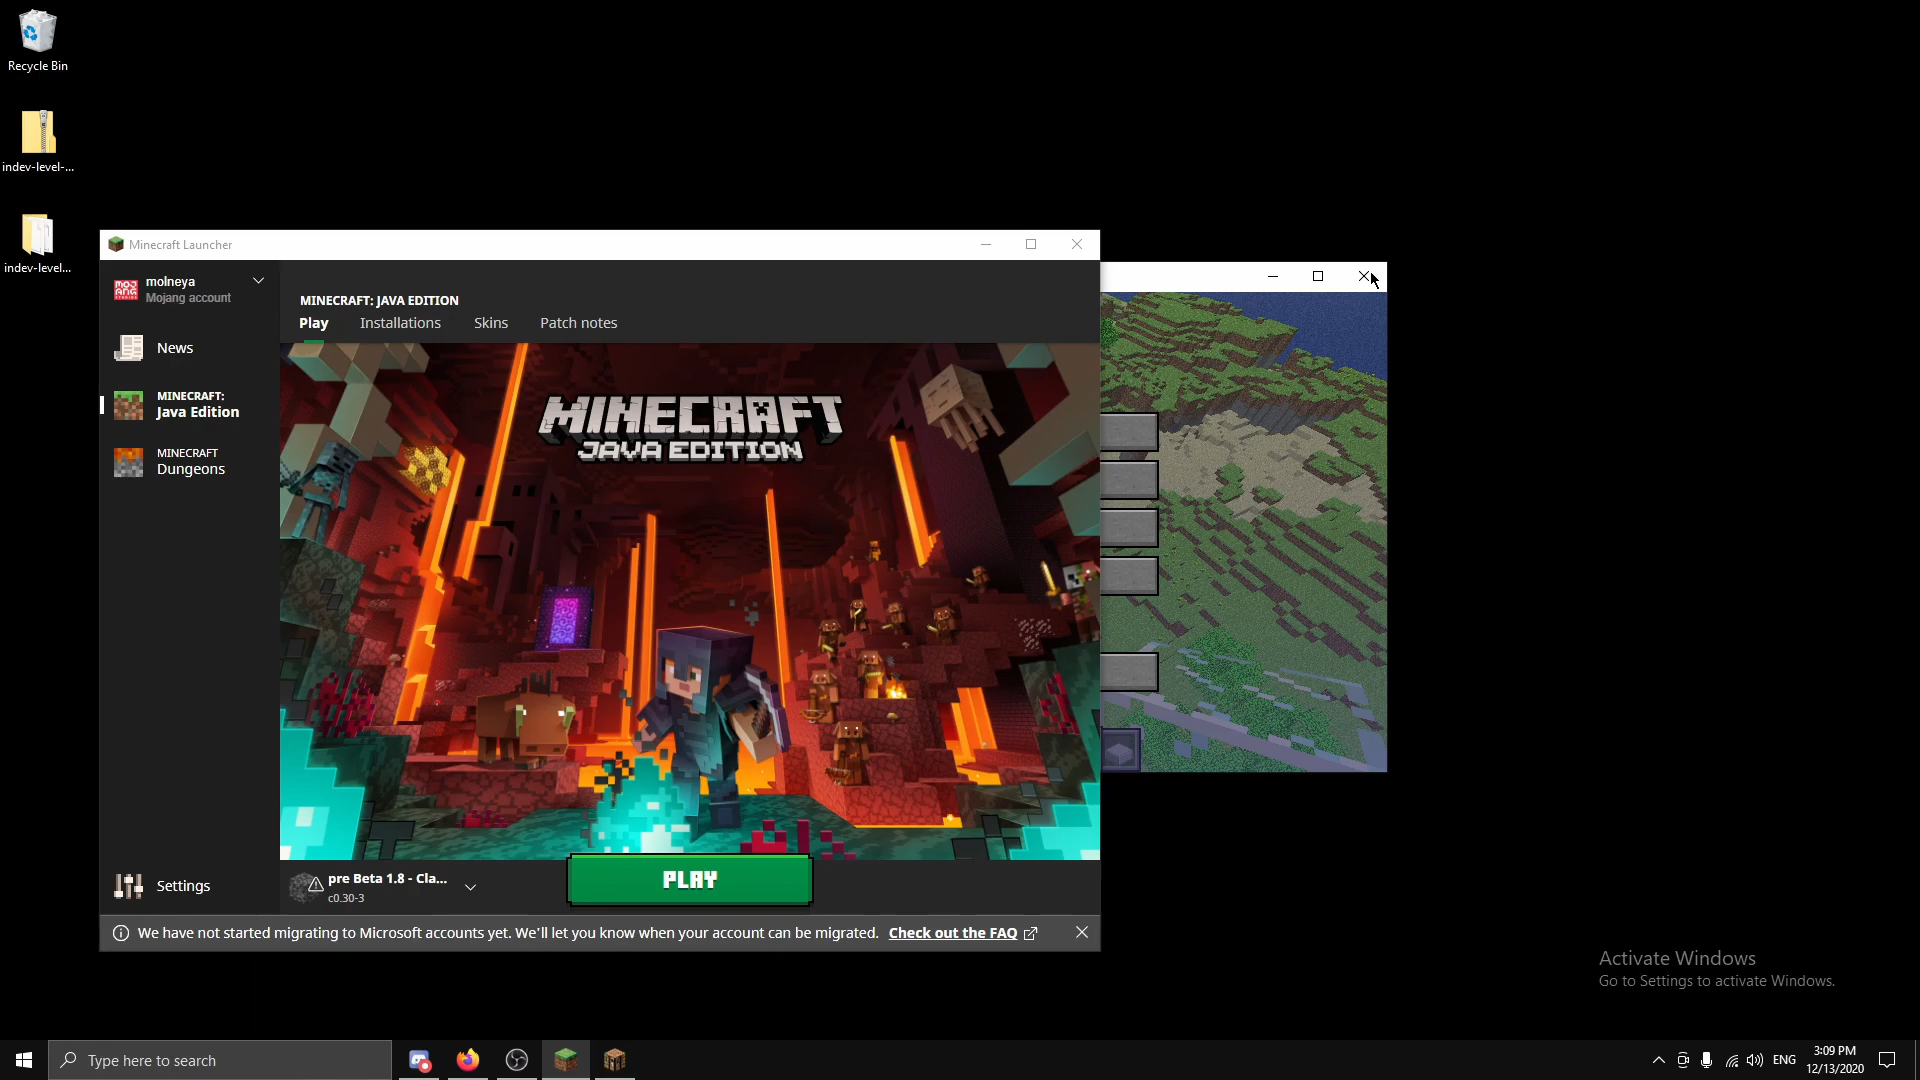 Recycle Bin
indev-level-...
indev-level...
Minecraft Launcher
molneya
Mojang account
News
MINECRAFT:
Java Edition
MINECRAFT
Dungeons
Settings
MINECRAFT: JAVA EDITION
Play
Installations
Skins
Patch notes
MINECRAFT
JAVA EDITION
pre Beta 1.8 - Cla...
c0.30-3
PLAY
We have not started migrating to Microsoft accounts yet. We'll let you know when your account can be migrated. Check out the FAQ
Activate Windows
Go to Settings to activate Windows.
Type here to search
ENG
3:09 PM
12/13/2020
MOJANG
STUDIOS